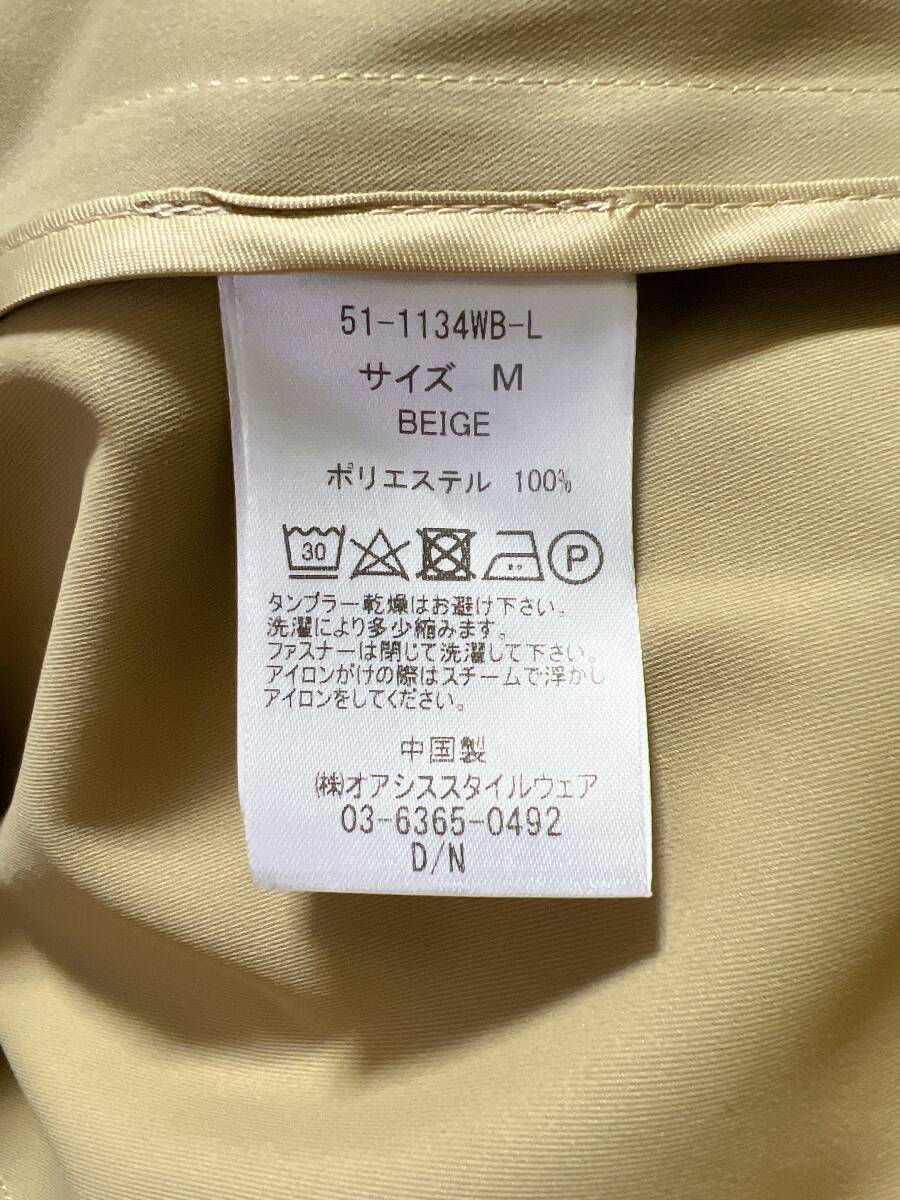 51-1134WB-L
サイズ M
BEIGE
ポリエステル 100%
30 P
タンブラー乾燥はお避け下さい。
洗濯により多少縮みます。
ファスナーは閉じて洗濯して下さい。
アイロンがけの際はスチームで浮かし
アイロンをしてください。
中国製
㈱オアシススタイルウェア
03-6365-0492
D/N